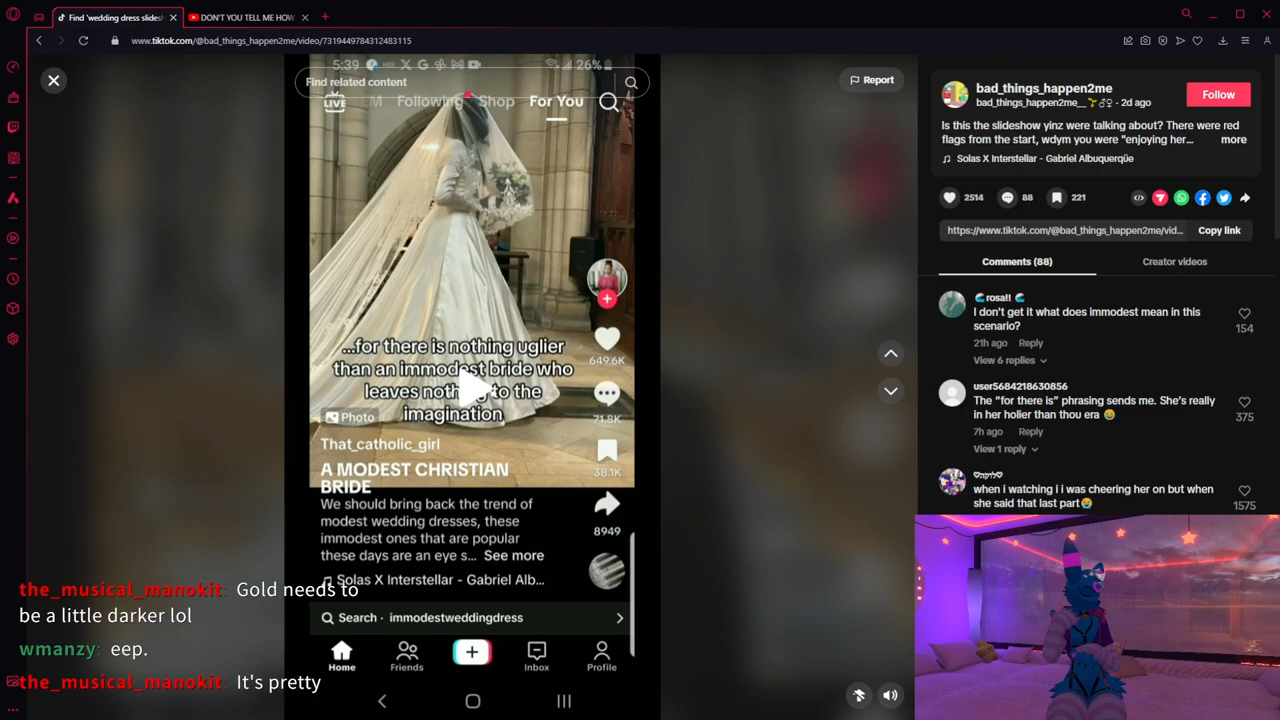 Find 'wedding dress slidesh
DON'T YOU TELL ME HOW
www.tiktok.com/@bad_things_happen2me/video/7319449784312483115
5:39
26%
Find related content
LIVE
Following
Shop
For You
Report
...for there is nothing uglier
than an immodest bride who
leaves nothing to the
imagination
649.6K
71.8K
38.1K
8949
Photo
That_catholic_girl
A MODEST CHRISTIAN
BRIDE
We should bring back the trend of
modest wedding dresses, these
immodest ones that are popular
these days are an eye s... See more
Solas X Interstellar - Gabriel Alb...
Search · immodestweddingdress
Home
Friends
Inbox
Profile
bad_things_happen2me
bad_things_happen2me__ · 2d ago
Follow
Is this the slideshow yinz were talking about? There were red
flags from the start, wdym you were "enjoying her... more
Solas X Interstellar - Gabriel Albuquerqüe
2514
88
221
https://www.tiktok.com/@bad_things_happen2me/vid...
Copy link
Comments (88)
Creator videos
rosa!!
I don't get it what does immodest mean in this
scenario?
154
21h ago Reply
View 6 replies
user5684218630856
The "for there is" phrasing sends me. She's really
in her holier than thou era
375
7h ago Reply
View 1 reply
when i watching i i was cheering her on but when
she said that last part
1575
the_musical_manokit: Gold needs to
be a little darker lol
wmanzy: eep.
the_musical_manokit: It's pretty